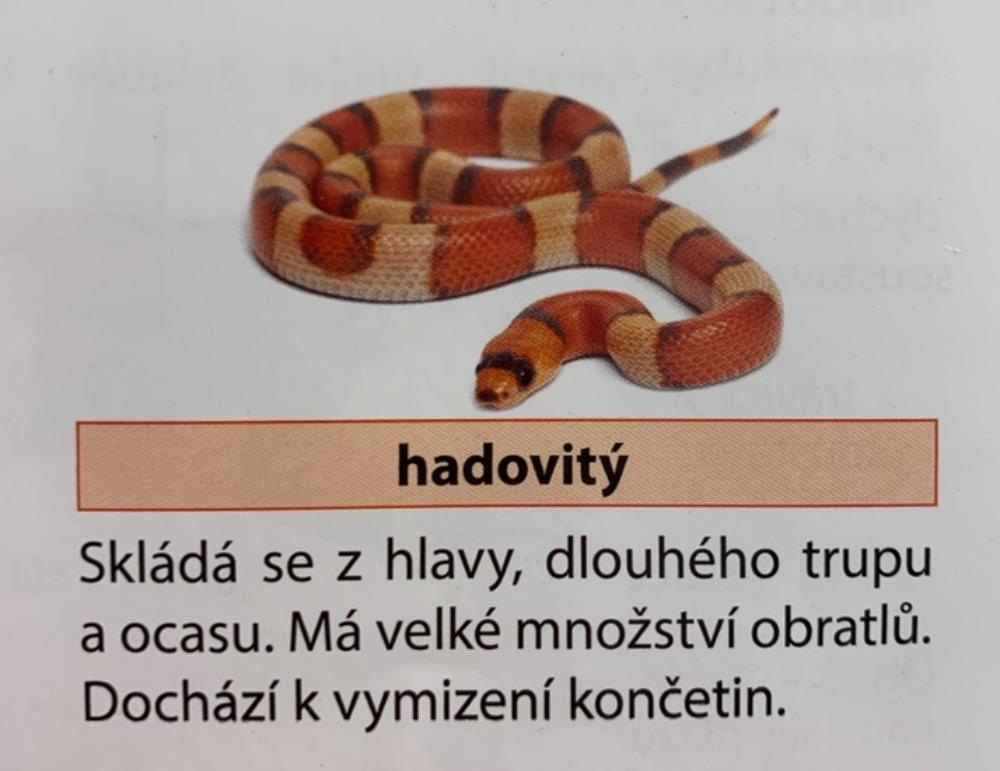 hadovitý
Skládá se z hlavy, dlouhého trupu
a ocasu. Má velké množství obratlů.
Dochází k vymizení končetin.